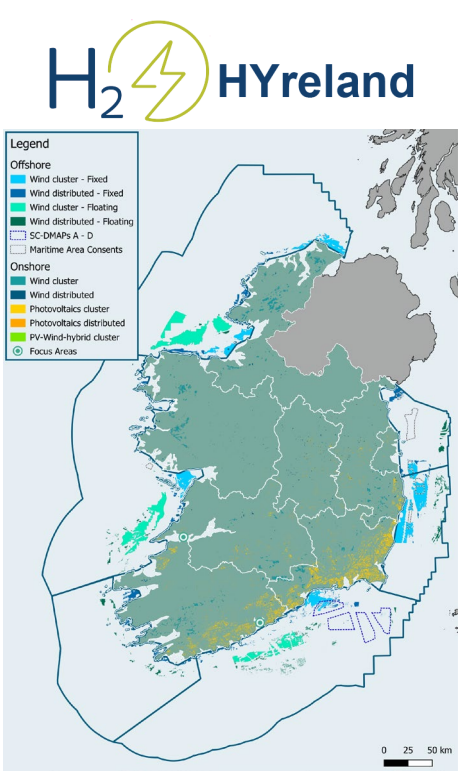 H2 HYreland
Legend
Offshore
Wind cluster - Fixed
Wind distributed - Fixed
Wind cluster - Floating
Wind distributed - Floating
SC-DMAPs A - D
Maritime Area Consents
Onshore
Wind cluster
Wind distributed
Photovoltaics cluster
Photovoltaics distributed
PV-Wind-hybrid cluster
Focus Areas
0 25 50 km